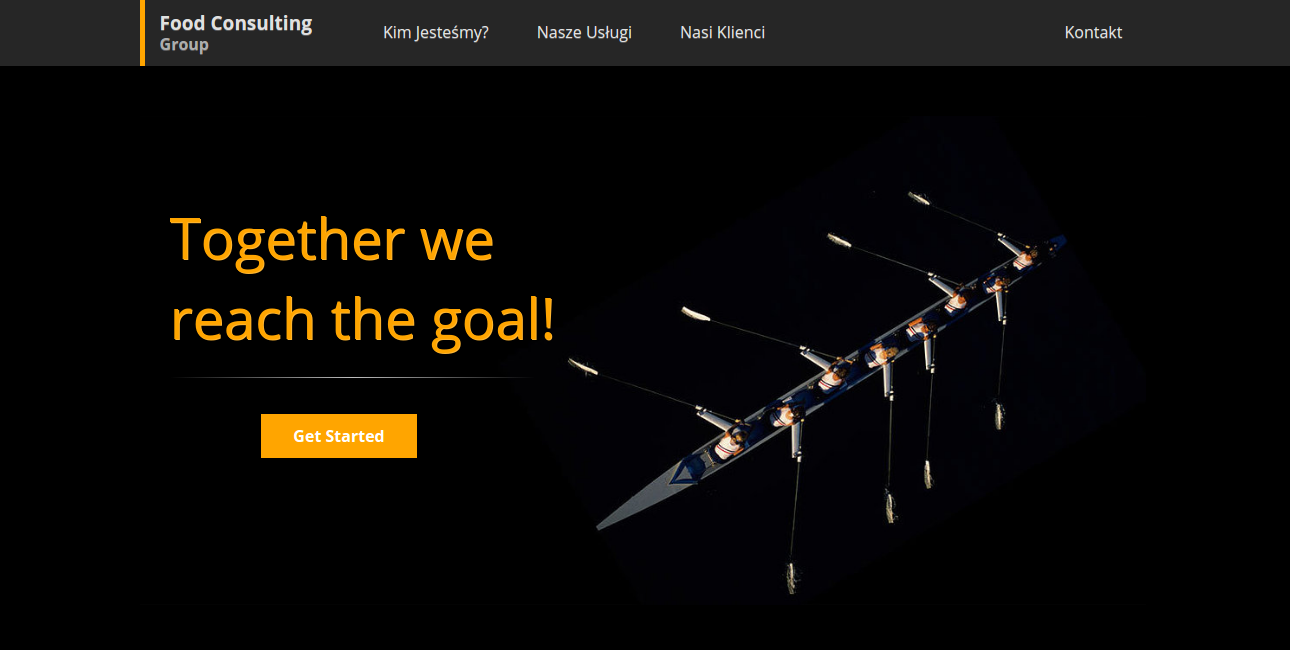 Food Consulting
Group
Kim Jesteśmy?
Nasze Usługi
Nasi Klienci
Kontakt
Together we
reach the goal!
Get Started